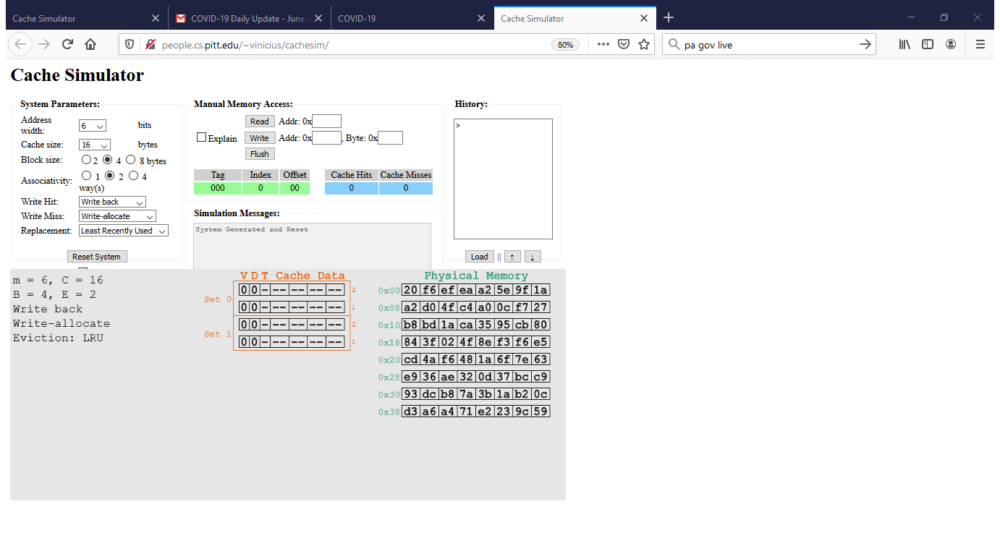 Cache Simulator COVID-19 Daily Update - June COVID-19 Cache Simulator
people.cs.pitt.edu/~vinicius/cachesim/ 80% pa gov live
Cache Simulator
System Parameters:
Address width: 6 bits
Cache size: 16 bytes
Block size: 2 4 8 bytes
Associativity: 1 2 4 way(s)
Write Hit: Write back
Write Miss: Write-allocate
Replacement: Least Recently Used
Reset System
Manual Memory Access:
Explain
Read Addr: 0x
Write Addr: 0x , Byte: 0x
Flush
Tag Index Offset Cache Hits Cache Misses
000 0 00 0 0
Simulation Messages:
System Generated and Reset
History:
>
Load || ↑ ↓
m = 6, C = 16
B = 4, E = 2
Write back
Write-allocate
Eviction: LRU
V D T Cache Data
Set 0
0 0 - -- -- -- -- 2
0 0 - -- -- -- -- 1
Set 1
0 0 - -- -- -- -- 2
0 0 - -- -- -- -- 1
Physical Memory
0x00 20 f6 ef ea a2 5e 9f 1a
0x08 a2 d0 4f c4 a0 0c f7 27
0x10 b8 bd 1a ca 35 95 cb 80
0x18 84 3f 02 4f 8e f3 f6 e5
0x20 cd 4a f6 48 1a 6f 7e 63
0x28 e9 36 ae 32 0d 37 bc c9
0x30 93 dc b8 7a 3b 1a b2 0c
0x38 d3 a6 a4 71 e2 23 9c 59